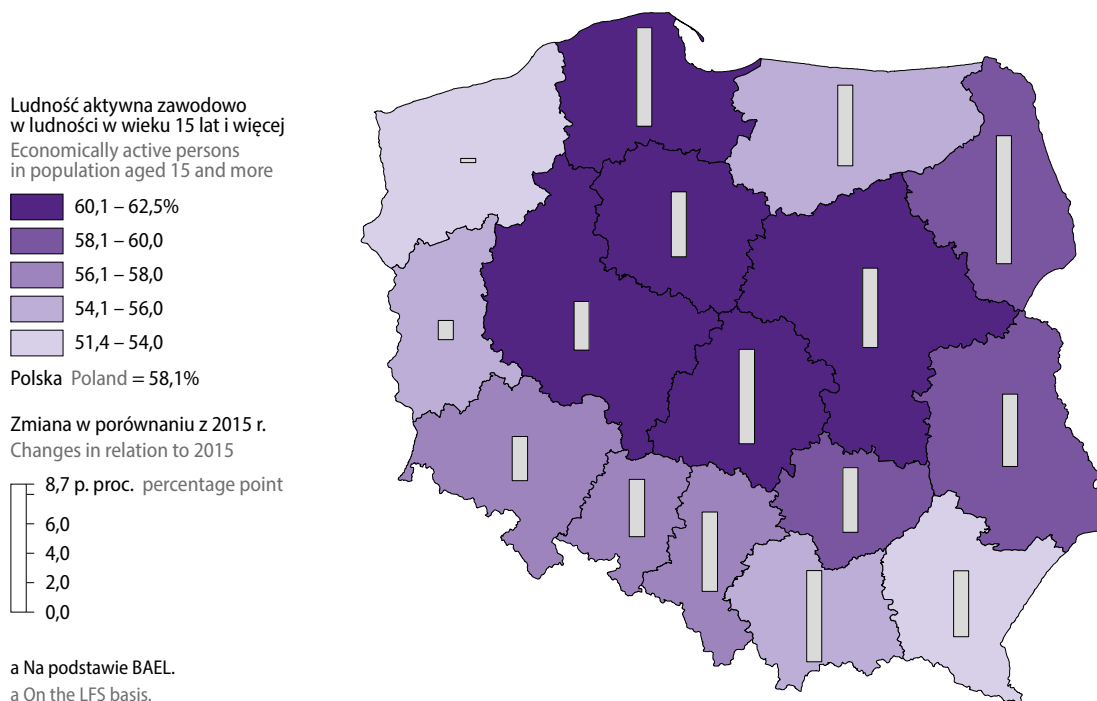 Ludność aktywna zawodowo
w ludności w wieku 15 lat i więcej
Economically active persons
in population aged 15 and more
60,1 – 62,5%
58,1 – 60,0
56,1 – 58,0
54,1 – 56,0
51,4 – 54,0
Polska Poland = 58,1%
Zmiana w porównaniu z 2015 r.
Changes in relation to 2015
8,7 p. proc. percentage point
6,0
4,0
2,0
0,0
a Na podstawie BAEL.
a On the LFS basis.